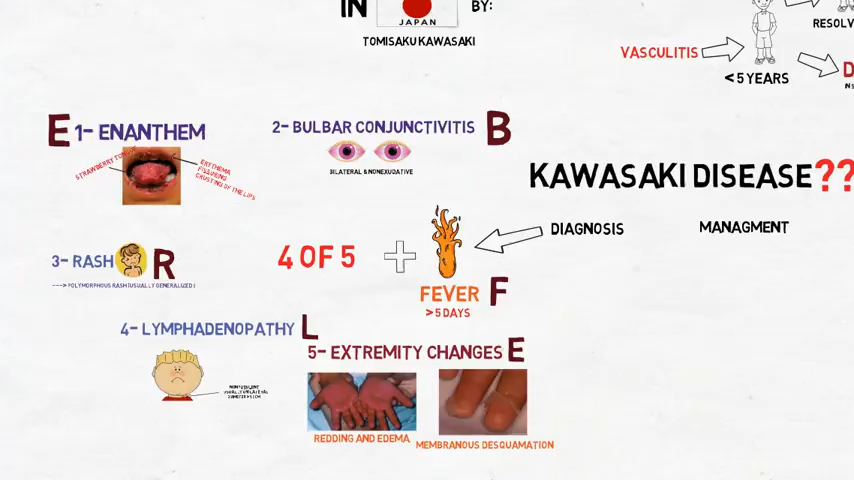 IN
JAPAN
BY:
TOMISAKU KAWASAKI
RESOLV
VASCULITIS
< 5 YEARS
D
E 1- ENANTHEM
STRAWBERRY TONGUE
ERYTHEMA
FISSURING
CRUSTING OF THE LIPS
2- BULBAR CONJUNCTIVITIS B
BILATERAL & NONEXUDATIVE
KAWASAKI DISEASE??
DIAGNOSIS
MANAGMENT
3- RASH R
---> POLYMORPHOUS RASH (USUALLY GENERALIZED)
4 OF 5
FEVER F
> 5 DAYS
4- LYMPHADENOPATHY L
5- EXTREMITY CHANGES E
REDDING AND EDEMA
MEMBRANOUS DESQUAMATION